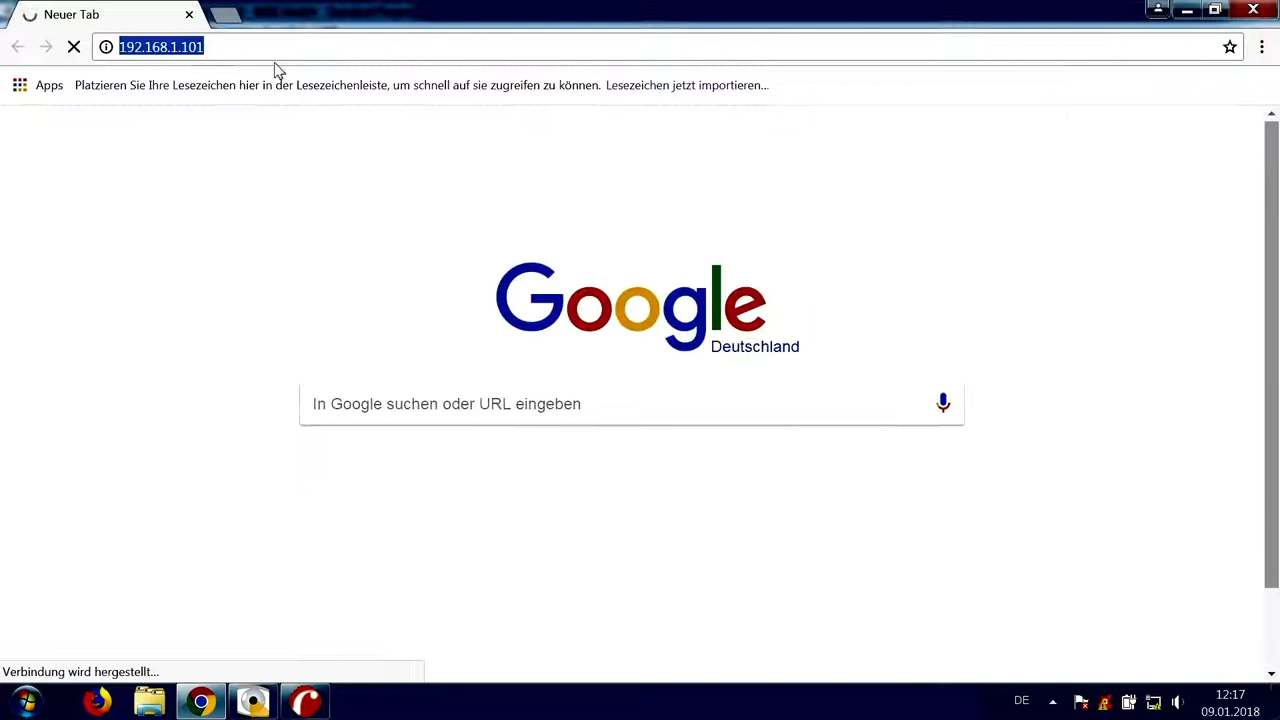 Neuer Tab
192.168.1.101
Apps Platzieren Sie Ihre Lesezeichen hier in der Lesezeichenleiste, um schnell auf sie zugreifen zu können. Lesezeichen jetzt importieren...
Google
Deutschland
In Google suchen oder URL eingeben
Verbindung wird hergestellt...
DE
12:17
09.01.2018